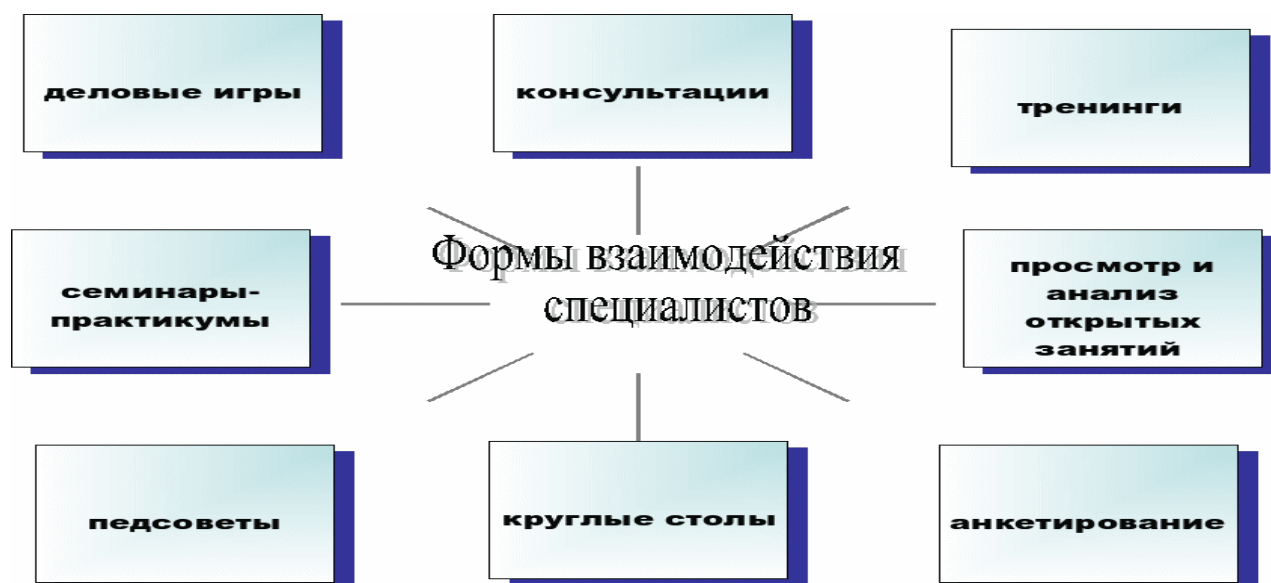 деловые игры
консультации
тренинги
Формы взаимодействия
специалистов
семинары-
практикумы
просмотр и
анализ
открытых
занятий
педсоветы
круглые столы
анкетирование